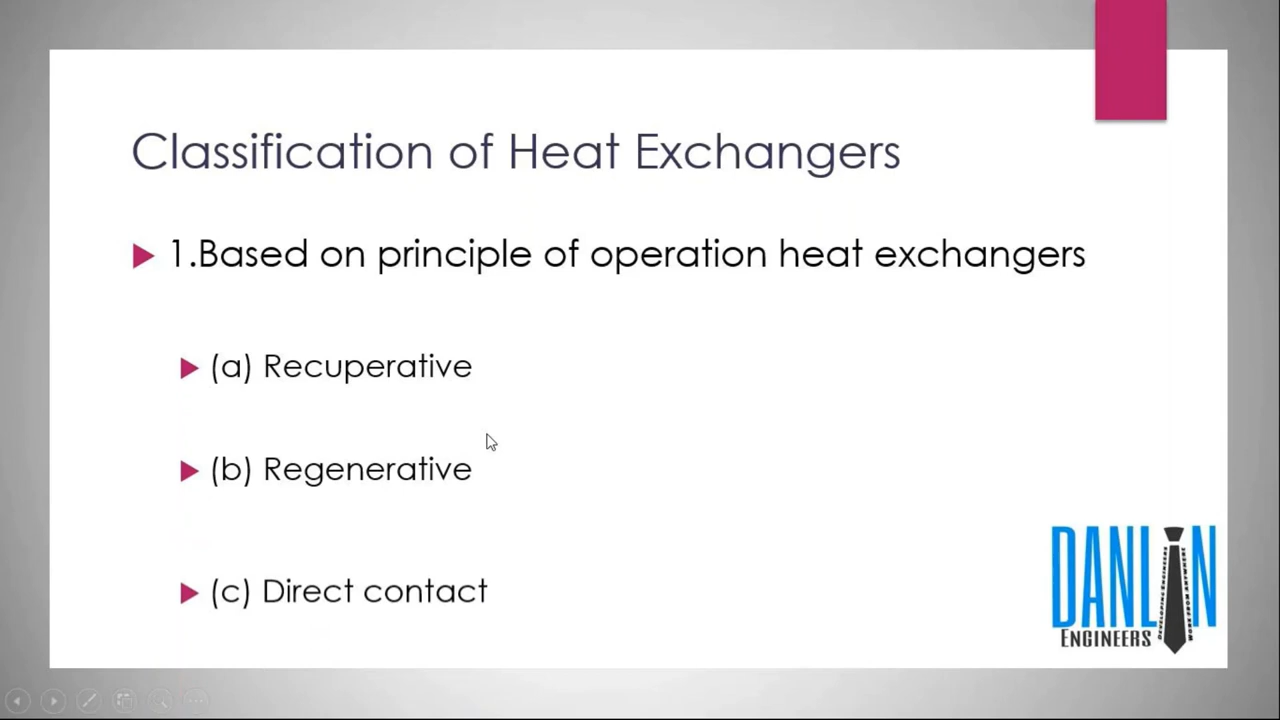 Classification of Heat Exchangers
1.Based on principle of operation heat exchangers
(a) Recuperative
(b) Regenerative
(c) Direct contact
DANLIN
ENGINEERS